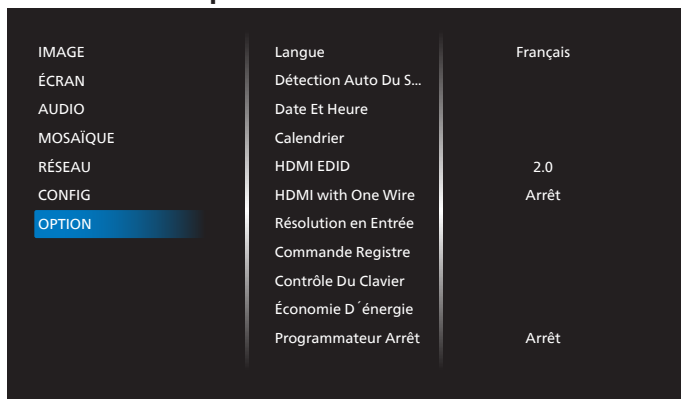 IMAGE
ÉCRAN
AUDIO
MOSAÏQUE
RÉSEAU
CONFIG
OPTION
Langue Français
Détection Auto Du S...
Date Et Heure
Calendrier
HDMI EDID 2.0
HDMI with One Wire Arrêt
Résolution en Entrée
Commande Registre
Contrôle Du Clavier
Économie D´énergie
Programmateur Arrêt Arrêt